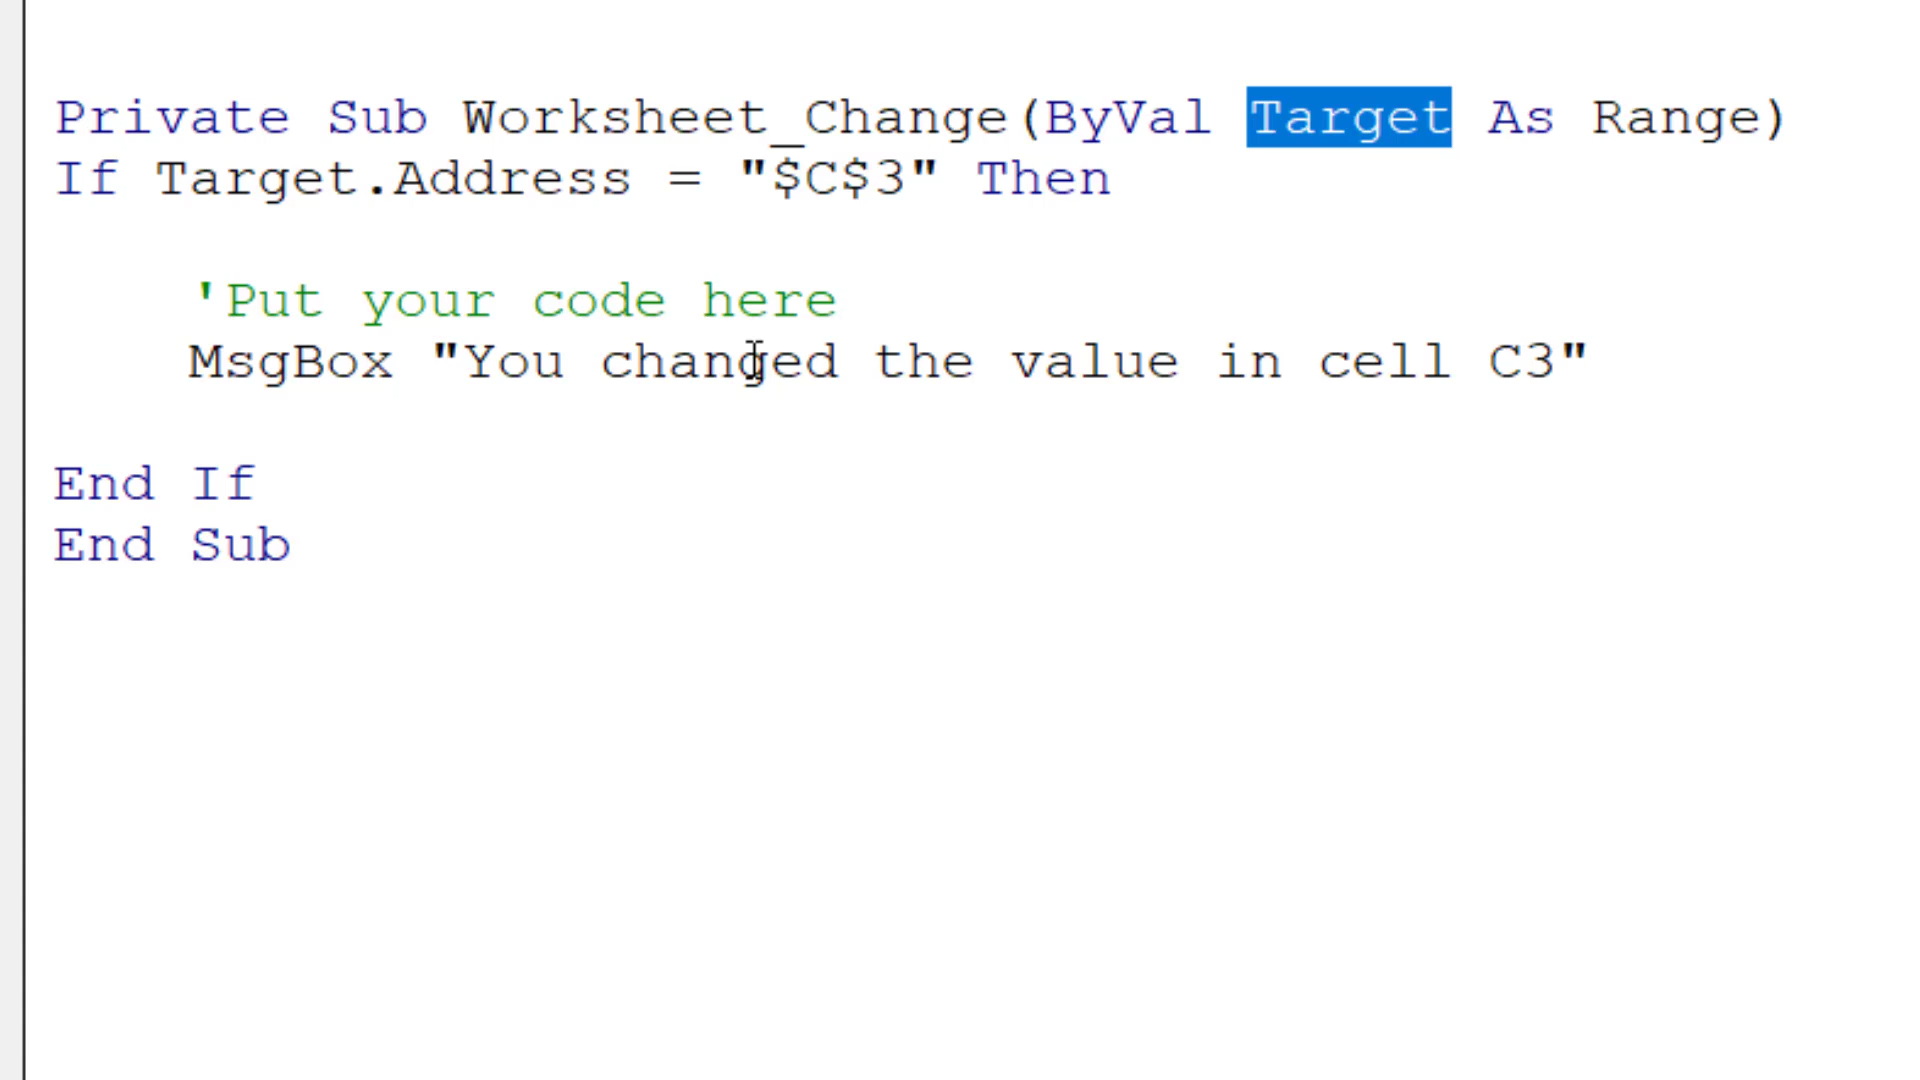 Private Sub Worksheet_Change(ByVal Target As Range)
If Target.Address = "$C$3" Then
'Put your code here
MsgBox "You changed the value in cell C3"
End If
End Sub